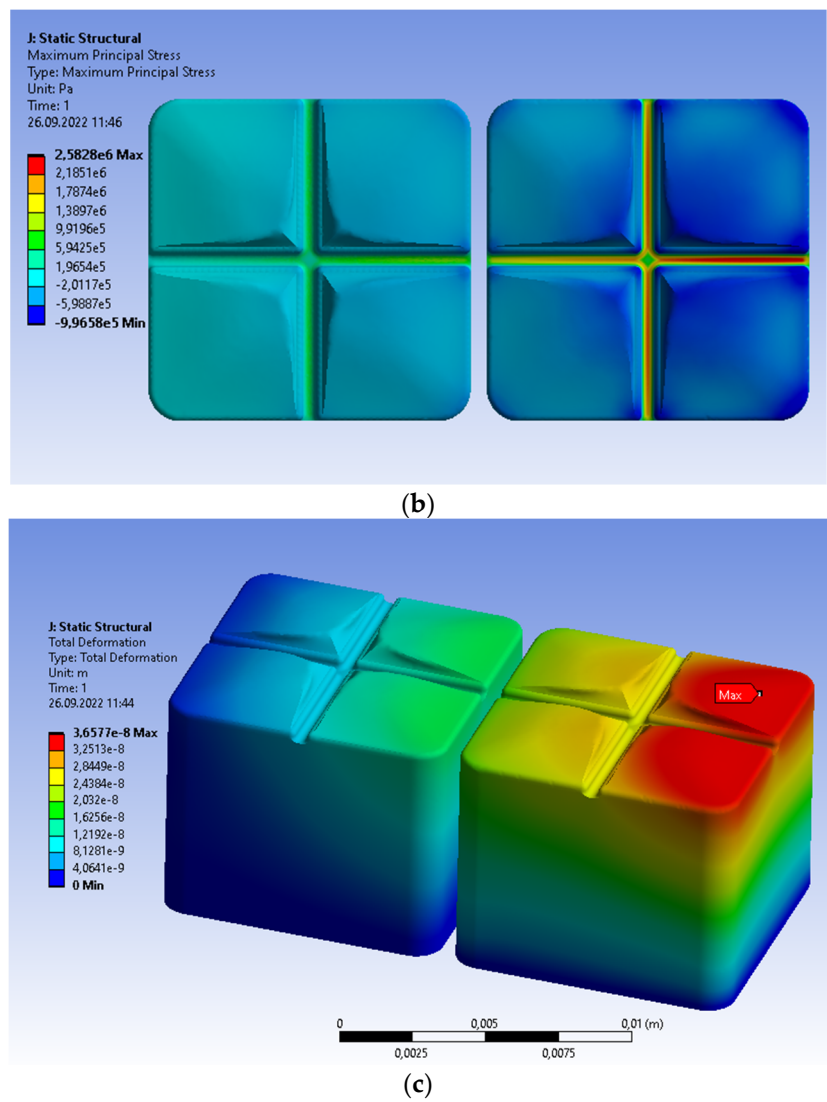 J: Static Structural
Maximum Principal Stress
Type: Maximum Principal Stress
Unit: Pa
Time: 1
26.09.2022 11:46
2,5828e6 Max
2,1851e6
1,7874e6
1,3897e6
9,9196e5
5,9425e5
1,9654e5
-2,0117e5
-5,9887e5
-9,9658e5 Min
(b)
J: Static Structural
Total Deformation
Type: Total Deformation
Unit: m
Time: 1
26.09.2022 11:44
3,6577e-8 Max
3,2513e-8
2,8449e-8
2,4384e-8
2,032e-8
1,6256e-8
1,2192e-8
8,1281e-9
4,0641e-9
0 Min
Max
0 0,005 0,01 (m)
0,0025 0,0075
(c)